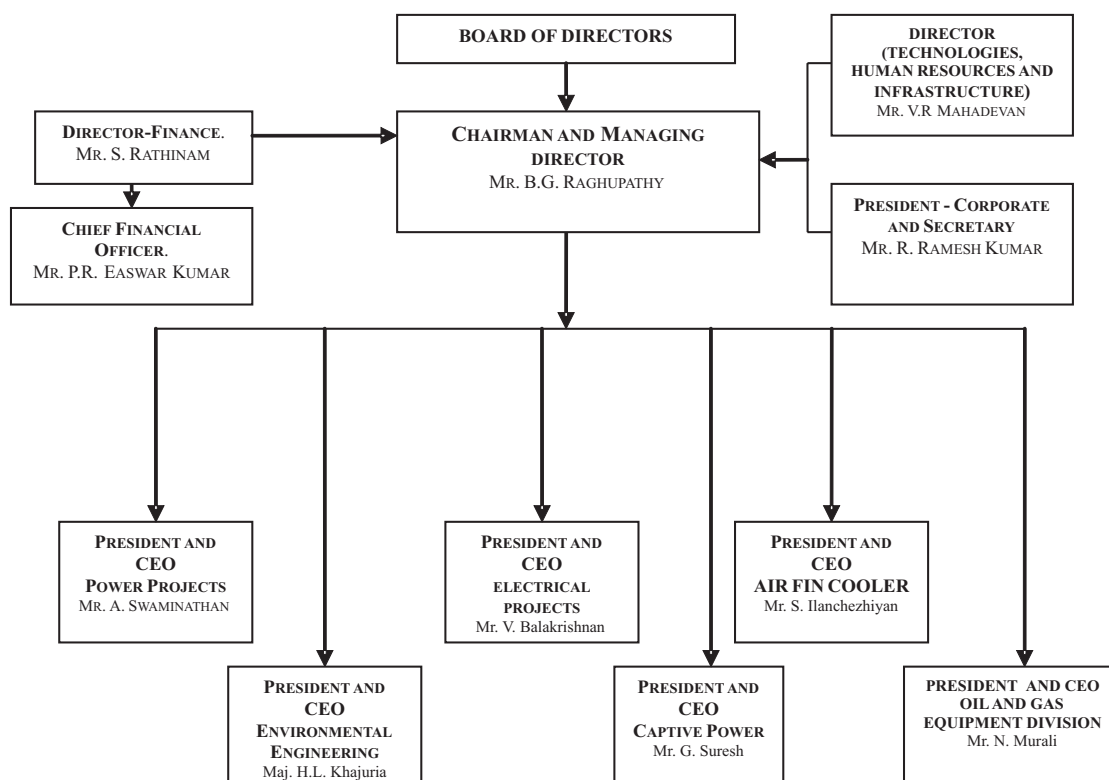 BOARD OF DIRECTORS
DIRECTOR
(TECHNOLOGIES,
HUMAN RESOURCES AND
INFRASTRUCTURE)
MR. V.R MAHADEVAN
DIRECTOR-FINANCE.
MR. S. RATHINAM
CHAIRMAN AND MANAGING
DIRECTOR
MR. B.G. RAGHUPATHY
CHIEF FINANCIAL
OFFICER.
MR. P.R. EASWAR KUMAR
PRESIDENT - CORPORATE
AND SECRETARY
MR. R. RAMESH KUMAR
PRESIDENT AND
CEO
POWER PROJECTS
MR. A. SWAMINATHAN
PRESIDENT AND
CEO
ELECTRICAL
PROJECTS
Mr. V. Balakrishnan
PRESIDENT AND
CEO
AIR FIN COOLER
Mr. S. Ilanchezhiyan
PRESIDENT AND
CEO
ENVIRONMENTAL
ENGINEERING
Maj. H.L. Khajuria
PRESIDENT AND
CEO
CAPTIVE POWER
Mr. G. Suresh
PRESIDENT AND CEO
OIL AND GAS
EQUIPMENT DIVISION
Mr. N. Murali